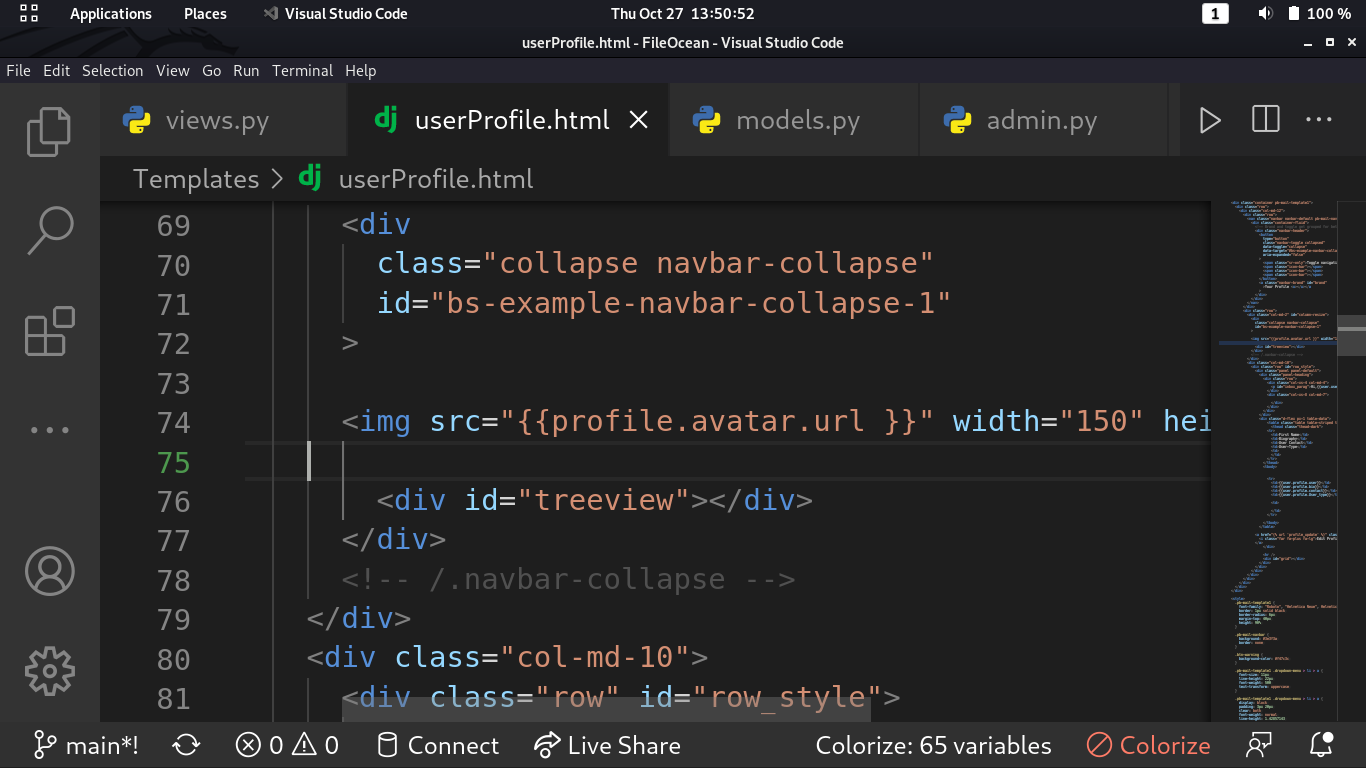 Applications Places Visual Studio Code Thu Oct 27 13:50:52 1 100 %
userProfile.html - FileOcean - Visual Studio Code
File Edit Selection View Go Run Terminal Help
views.py userProfile.html models.py admin.py
Templates > userProfile.html
69 <div
70 class="collapse navbar-collapse"
71 id="bs-example-navbar-collapse-1"
72 >
73
74 <img src="{{profile.avatar.url }}" width="150" hei
75
76 <div id="treeview"></div>
77 </div>
78 <!-- /.navbar-collapse -->
79 </div>
80 <div class="col-md-10">
81 <div class="row" id="row_style">
main*! 0 0 Connect Live Share Colorize: 65 variables Colorize